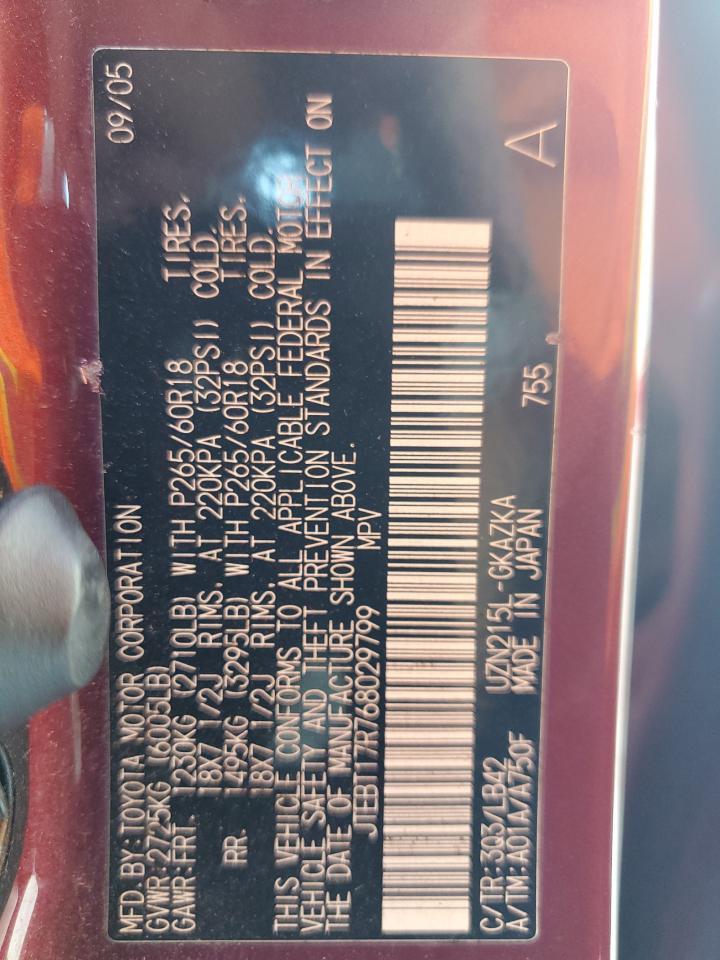 MFD. BY: TOYOTA MOTOR CORPORATION 09/05
GVWR: 2725KG (6005LB)
GAWR: FRT. 1230KG (2710LB) WITH P265/60R18 TIRES,
18X7 1/2J RIMS, AT 220KPA (32PSI) COLD.
RR. 1495KG (3295LB) WITH P265/60R18 TIRES,
18X7 1/2J RIMS, AT 220KPA (32PSI) COLD.
THIS VEHICLE CONFORMS TO ALL APPLICABLE FEDERAL MOTOR
VEHICLE SAFETY AND THEFT PREVENTION STANDARDS IN EFFECT ON
THE DATE OF MANUFACTURE SHOWN ABOVE.
JTEBT17R768029799 MPV
C/TR: 3Q3/LB42 UZN215L-GKAZKA
A/TM: A01A/A750F MADE IN JAPAN 755 A